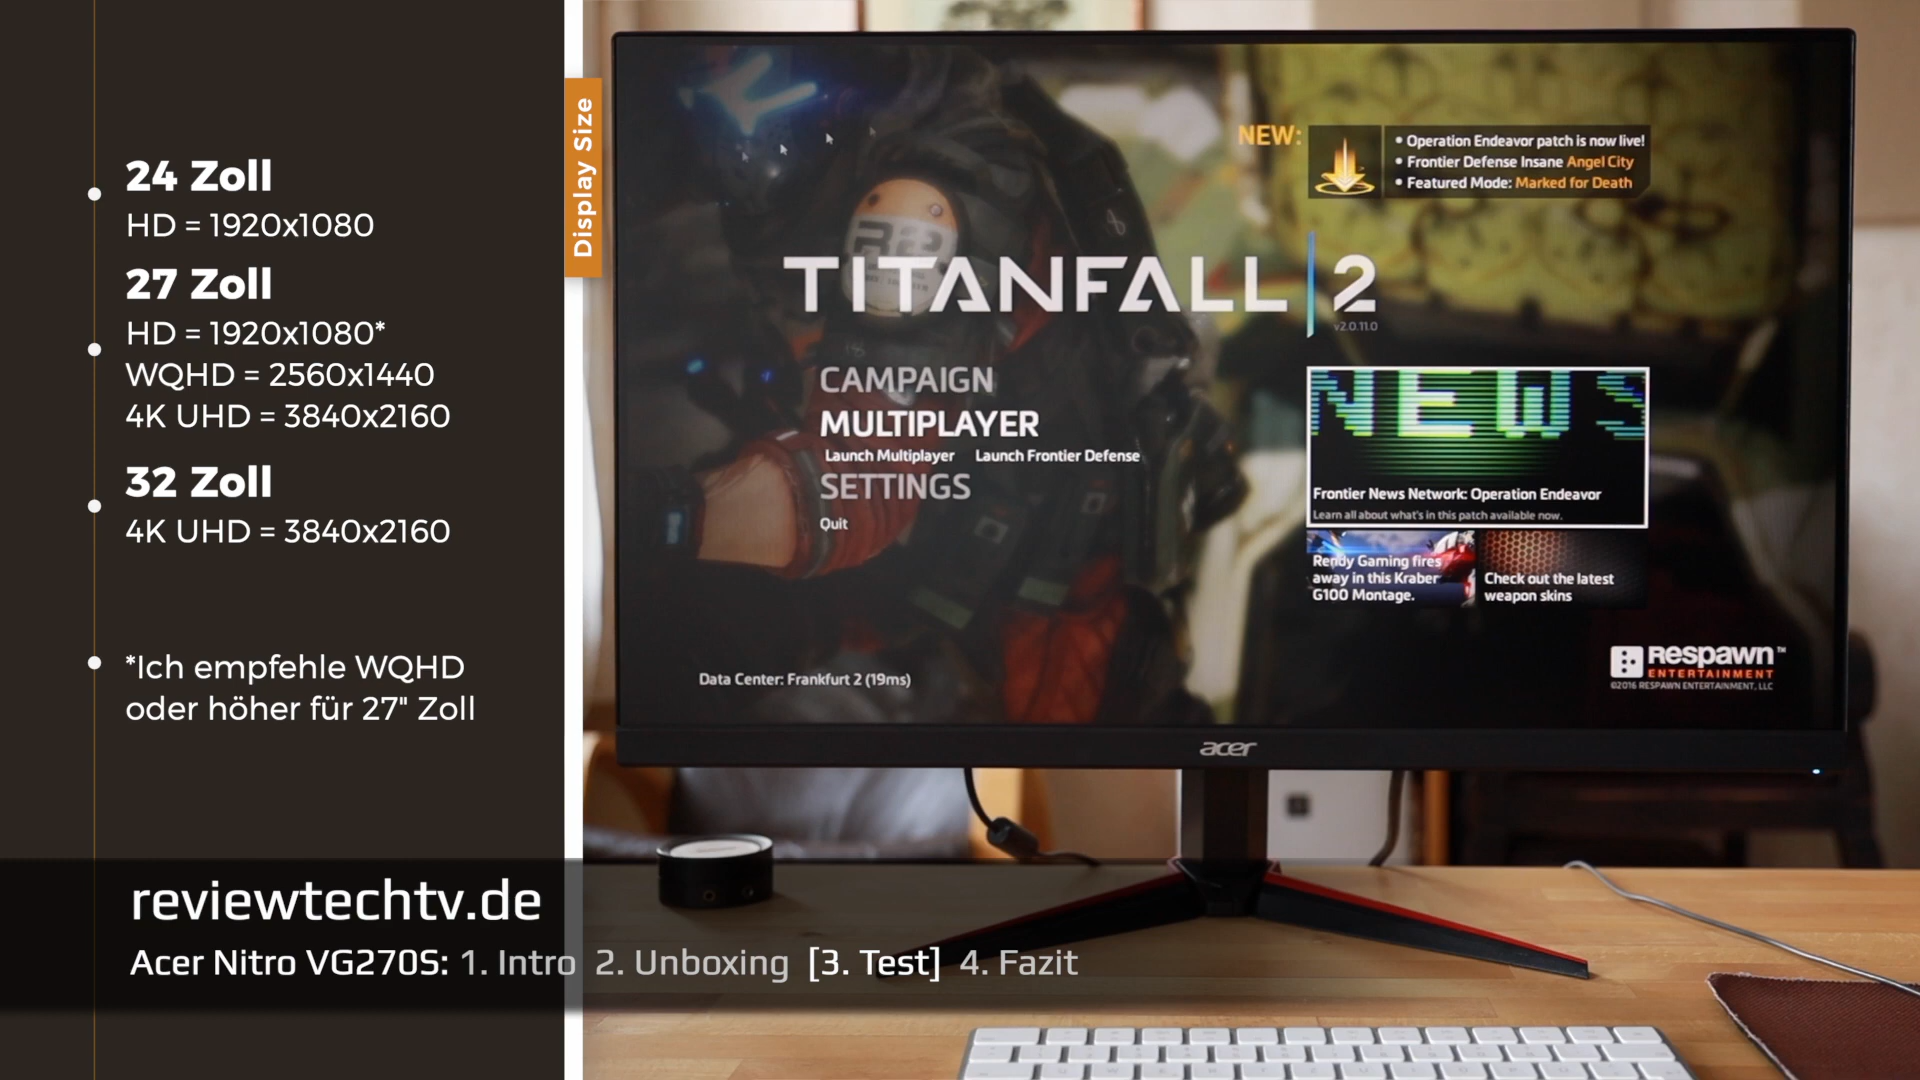 24 Zoll
HD = 1920x1080
27 Zoll
HD = 1920x1080*
WQHD = 2560x1440
4K UHD = 3840x2160
32 Zoll
4K UHD = 3840x2160
*Ich empfehle WQHD
oder höher für 27" Zoll
Display Size
NEW:
• Operation Endeavor patch is now live!
• Frontier Defense Insane Angel City
• Featured Mode: Marked for Death
TITANFALL 2
v2.0.11.0
CAMPAIGN
MULTIPLAYER
Launch Multiplayer Launch Frontier Defense
SETTINGS
Quit
NEWS
Frontier News Network: Operation Endeavor
Learn all about what's in this patch available now.
Rendy Gaming fires
away in this Kraber
G100 Montage.
Check out the latest
weapon skins
Data Center: Frankfurt 2 (19ms)
Respawn™
ENTERTAINMENT
©2016 RESPAWN ENTERTAINMENT, LLC
acer
reviewtechtv.de
Acer Nitro VG270S: 1. Intro 2. Unboxing [3. Test] 4. Fazit